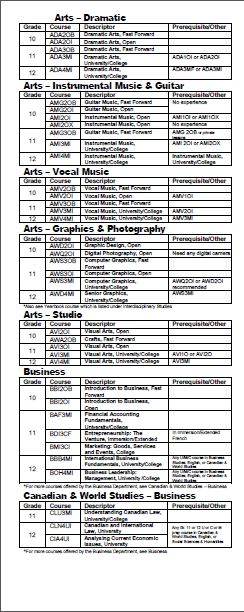 Arts – Dramatic
Grade Course Descriptor Prerequisite/Other
10 ADA2OB Dramatic Arts, Fast Forward
ADA2OI Dramatic Arts, Open
11 ADA3OB Dramatic Arts, Fast Forward
ADA3MI Dramatic Arts, University/College ADA1OI or ADA2OI
12 ADA4MI Dramatic Arts, University/College ADA3MF or ADA3MI
Arts – Instrumental Music & Guitar
Grade Course Descriptor Prerequisite/Other
10 AMG2OB Guitar Music, Fast Forward No experience
AMG2OI Guitar Music, Open
AMI2OI Instrumental Music, Open AMI1OI or AMI1OX
AMI2OX Instrumental Music, Open No experience
11 AMG3OB Guitar Music, Fast Forward AMG 2OB or private
AMI3MI Instrumental Music, University/College AMI 2OI or AMI2OX
12 AMI4MI Instrumental Music, University/College Instrumental Music, University/College
Arts – Vocal Music
Grade Course Descriptor Prerequisite/Other
10 AMV2OB Vocal Music, Fast Forward
AMV2OI Vocal Music, Open AMV1OI
11 AMV3OB Vocal Music, Fast Forward
AMV3MI Vocal Music, University/College AMV2OI
12 AMV4MI Vocal Music, University/College AMV3MI
Arts – Graphics & Photography
Grade Course Descriptor Prerequisite/Other
10 AWD2OI Graphic Design, Open
AWQ2OI Digital Photography, Open Need any digital camera
11 AWS3OB Computer Graphics, Fast Forward
AWS3OI Computer Graphics, Open
AWS3MI Computer Graphics, University/College AWG2OI or AWD2OI recommended
12 AWD4MI Senior Graphics, University/College AWS3MI
*Also see Yearbook course which is listed under Interdisciplinary Studies
Arts – Studio
Grade Course Descriptor Prerequisite/Other
10 AVI2OI Visual Arts, Open
AWA2OB Crafts, Fast Forward
11 AVI3OI Visual Arts, Open
AVI3MI Visual Arts, University/College AVI1O or AVI2O
12 AVI4MI Visual Arts, University/College AVI3MI
Business
Grade Course Descriptor Prerequisite/Other
10 BBI2OB Introduction to Business, Fast Forward
BBI2OI Introduction to Business, Open
11 BAF3MI Financial Accounting Fundamentals, University/College
BDI3CF Entrepreneurship: The Venture, Immersion/Extended In Immersion/Extended French
BMI3CI Marketing: Goods, Services and Events, College
12 BBB4MI International Business Fundamentals, University/College Any U/M/C course in Business Studies, English, or Canadian & World Studies
BOH4MI Business Leadership: Management, University/College Any U/M/C course in Business Studies, English, or Canadian & World Studies
*For more courses offered by the Business Department, see Canadian & World Studies – Business
Canadian & World Studies – Business
Grade Course Descriptor Prerequisite/Other
11 CLU3MI Understanding Canadian Law, University/College
12 CLN4UI Canadian and International Law, University Any Gr. 11 or 12 U or C or M prep course in Canadian & World Studies, English, or Social Sciences & Humanities
CIA4UI Analysing Current Economic Issues, University
*For more courses offered by the Business Department, see Business